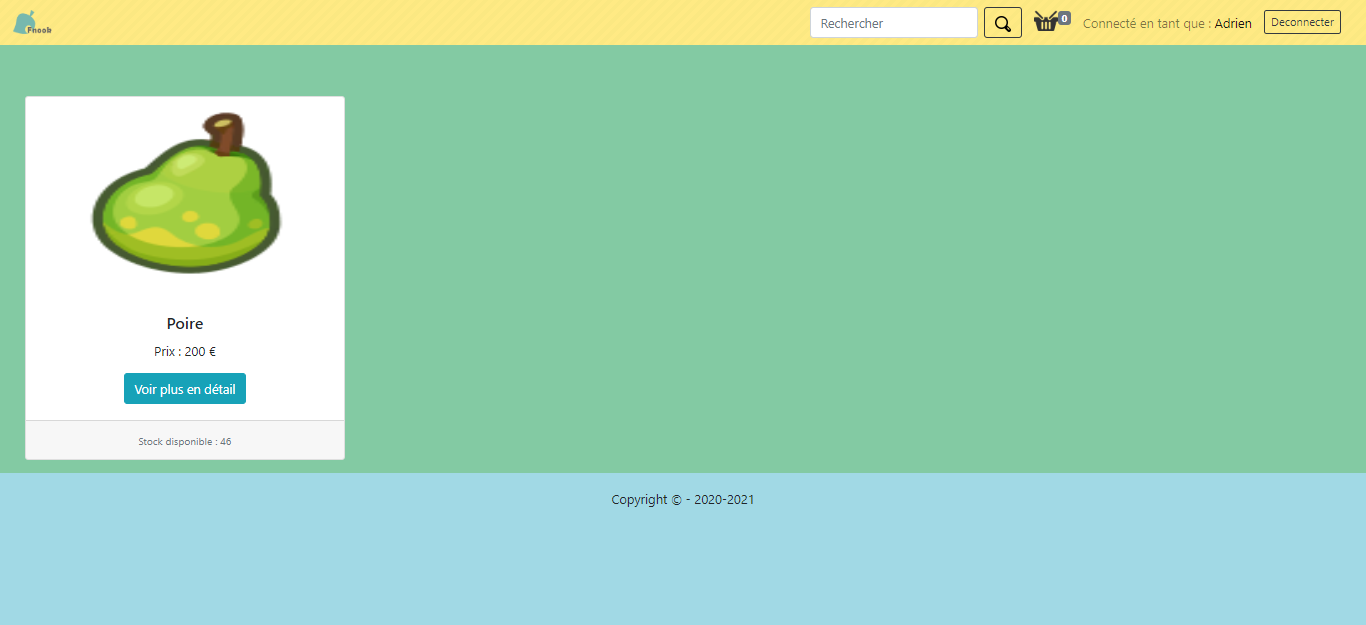 Fnoob
Rechercher
0
Connecté en tant que : Adrien
Deconnecter
Poire
Prix : 200 €
Voir plus en détail
Stock disponible : 46
Copyright © - 2020-2021